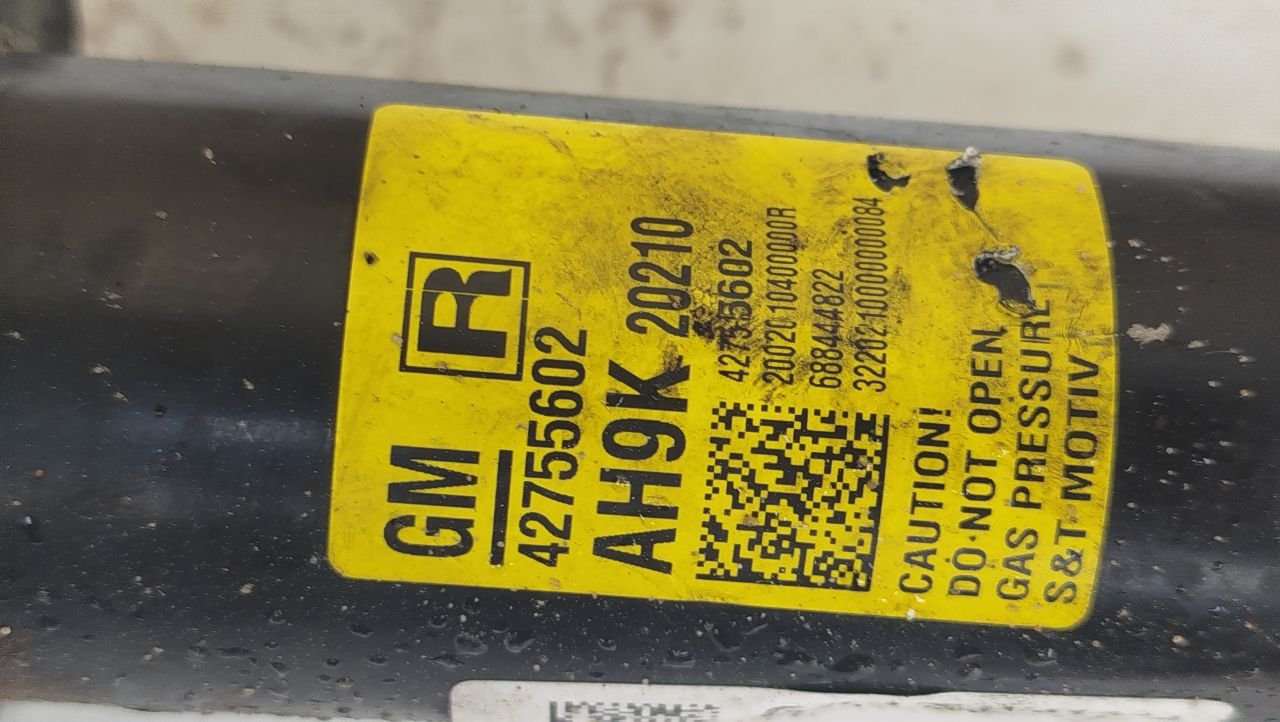 GM R
42755602
AH9K 20210
42755602
20020104000000R
688444822
32202100000000084
CAUTION!
DO NOT OPEN
GAS PRESSURE
S&T MOTIV